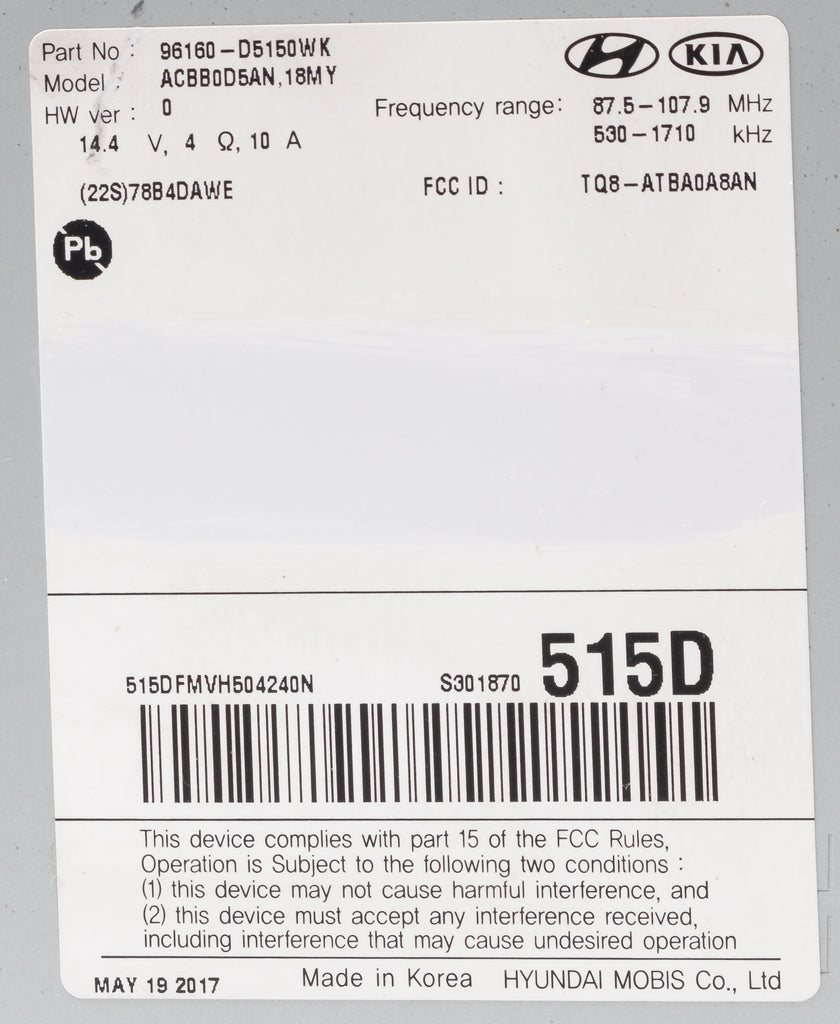 Part No : 96160-D5150WK
Model : ACBB0D5AN,18MY
HW ver : 0
14.4 V, 4 Ω, 10 A
KIA
Frequency range: 87.5-107.9 MHz
530-1710 kHz
(22S)78B4DAWE
FCC ID : TQ8-ATBA0A8AN
Pb
515DFMVH504240N S301870 515D
This device complies with part 15 of the FCC Rules,
Operation is Subject to the following two conditions :
(1) this device may not cause harmful interference, and
(2) this device must accept any interference received,
including interference that may cause undesired operation
MAY 19 2017 Made in Korea HYUNDAI MOBIS Co., Ltd